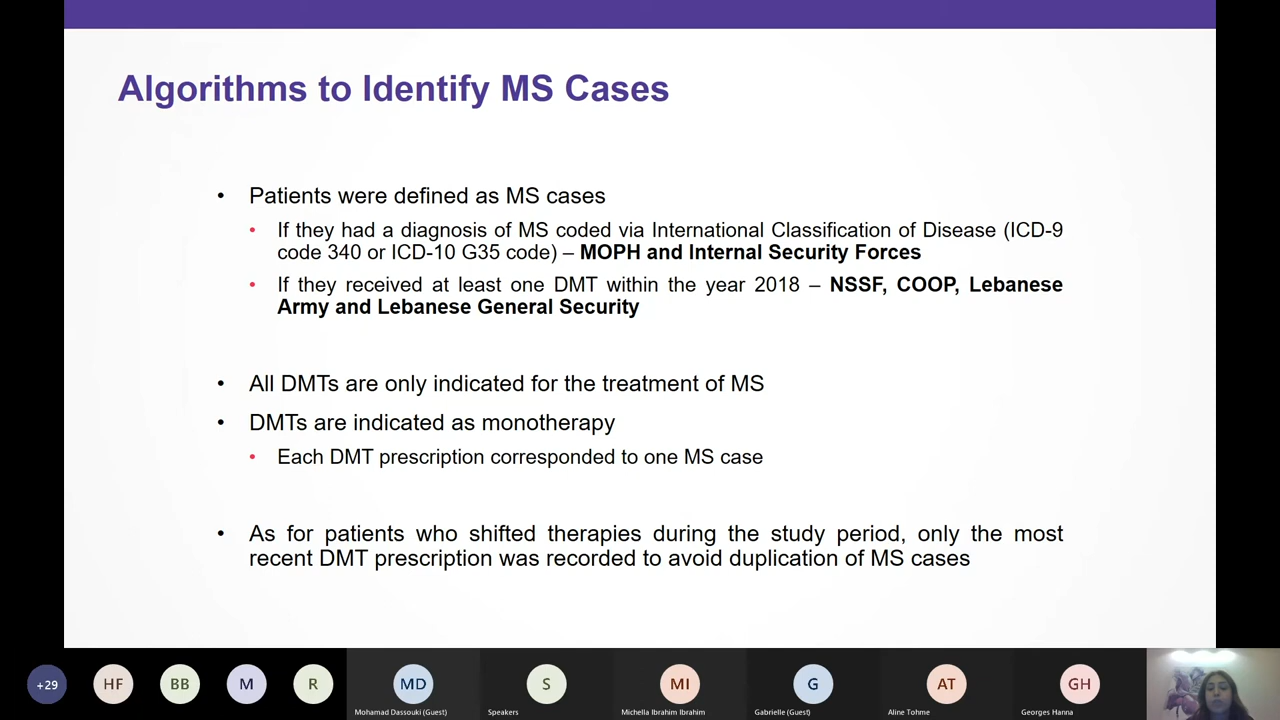 Algorithms to Identify MS Cases
• Patients were defined as MS cases
• If they had a diagnosis of MS coded via International Classification of Disease (ICD-9
code 340 or ICD-10 G35 code) – MOPH and Internal Security Forces
• If they received at least one DMT within the year 2018 – NSSF, COOP, Lebanese
Army and Lebanese General Security
• All DMTs are only indicated for the treatment of MS
• DMTs are indicated as monotherapy
• Each DMT prescription corresponded to one MS case
• As for patients who shifted therapies during the study period, only the most
recent DMT prescription was recorded to avoid duplication of MS cases
+29 HF BB M R MD S MI G AT GH
Mohamad Dassouki (Guest) Speakers Michella Ibrahim Ibrahim Gabrielle (Guest) Aline Tohme Georges Hanna